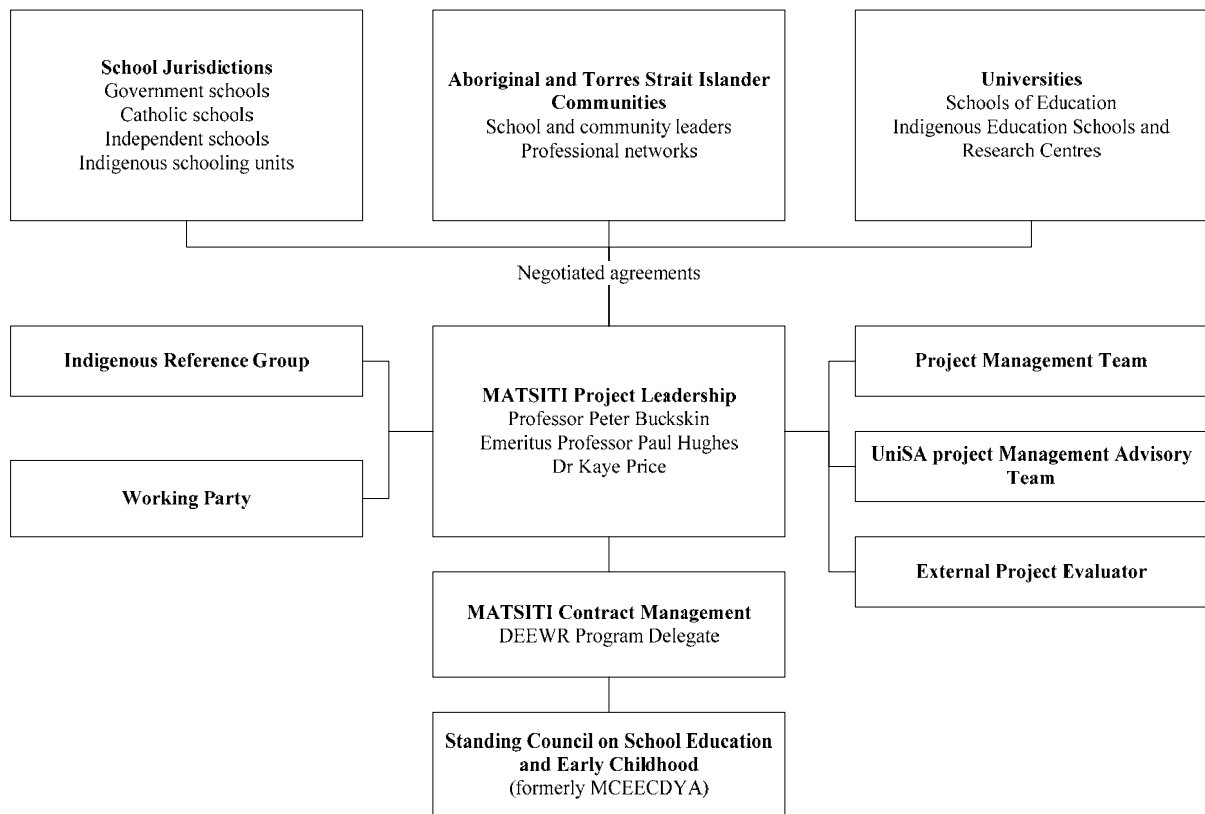 School Jurisdictions
Government schools
Catholic schools
Independent schools
Indigenous schooling units
Aboriginal and Torres Strait Islander
Communities
School and community leaders
Professional networks
Universities
Schools of Education
Indigenous Education Schools and
Research Centres
Negotiated agreements
Indigenous Reference Group
Working Party
MATSITI Project Leadership
Professor Peter Buckskin
Emeritus Professor Paul Hughes
Dr Kaye Price
Project Management Team
UniSA project Management Advisory
Team
External Project Evaluator
MATSITI Contract Management
DEEWR Program Delegate
Standing Council on School Education
and Early Childhood
(formerly MCEECDYA)